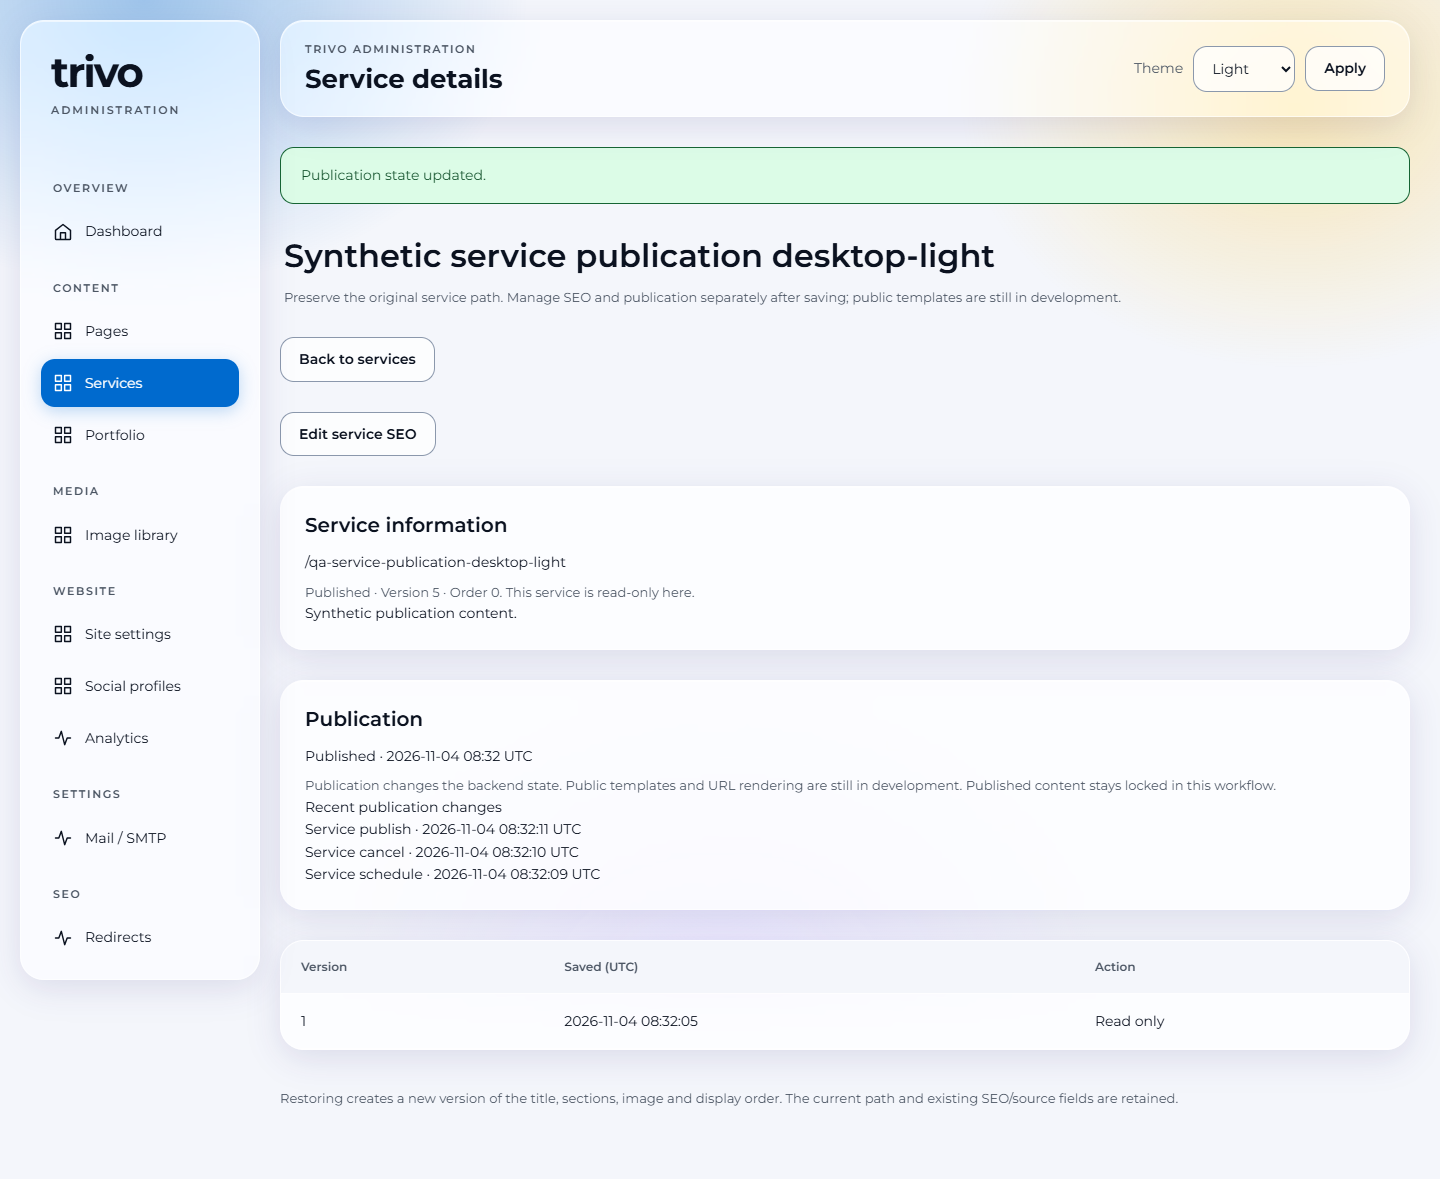 trivo
ADMINISTRATION
OVERVIEW
Dashboard
CONTENT
Pages
Services
Portfolio
MEDIA
Image library
WEBSITE
Site settings
Social profiles
Analytics
SETTINGS
Mail / SMTP
SEO
Redirects
TRIVO ADMINISTRATION
Service details
Theme
Light
Apply
Publication state updated.
Synthetic service publication desktop-light
Preserve the original service path. Manage SEO and publication separately after saving; public templates are still in development.
Back to services
Edit service SEO
Service information
/qa-service-publication-desktop-light
Published · Version 5 · Order 0. This service is read-only here.
Synthetic publication content.
Publication
Published · 2026-11-04 08:32 UTC
Publication changes the backend state. Public templates and URL rendering are still in development. Published content stays locked in this workflow.
Recent publication changes
Service publish · 2026-11-04 08:32:11 UTC
Service cancel · 2026-11-04 08:32:10 UTC
Service schedule · 2026-11-04 08:32:09 UTC
Version Saved (UTC) Action
1 2026-11-04 08:32:05 Read only
Restoring creates a new version of the title, sections, image and display order. The current path and existing SEO/source fields are retained.